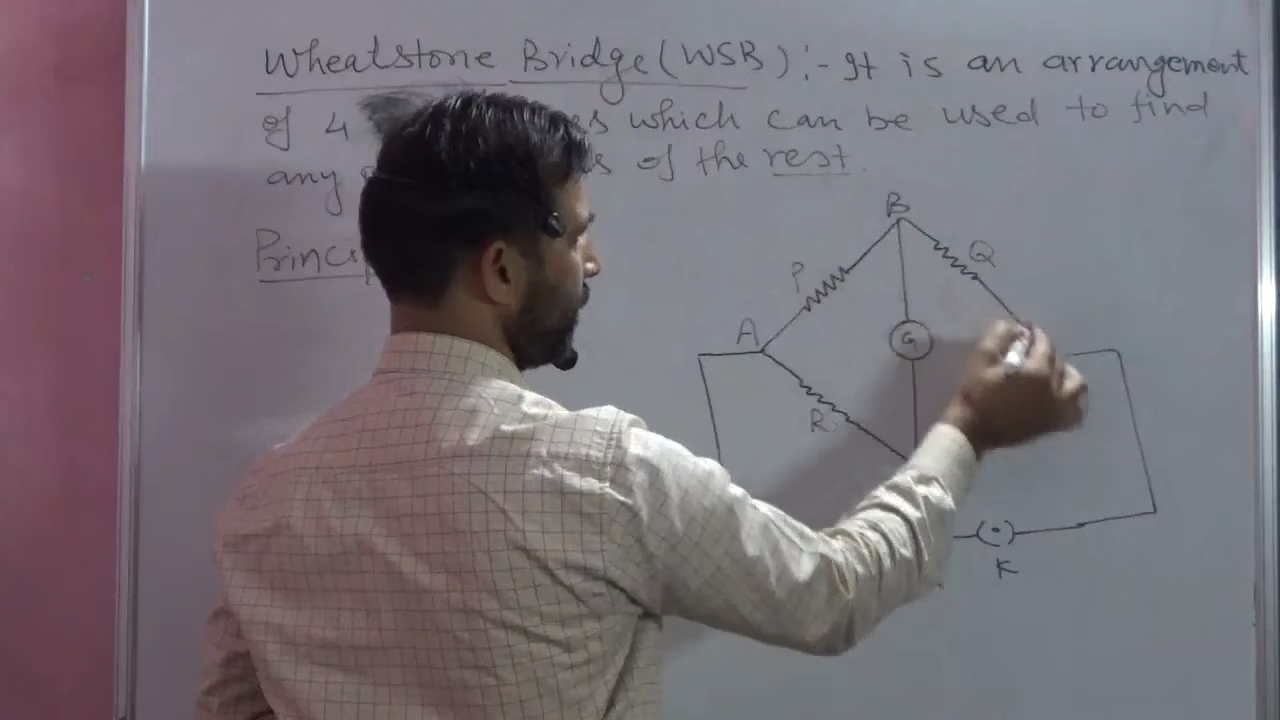 Wheatstone Bridge (WSB):- It is an arrangement
of 4 which can be used to find
any of the rest.
B
Q
P
A
G
R
K